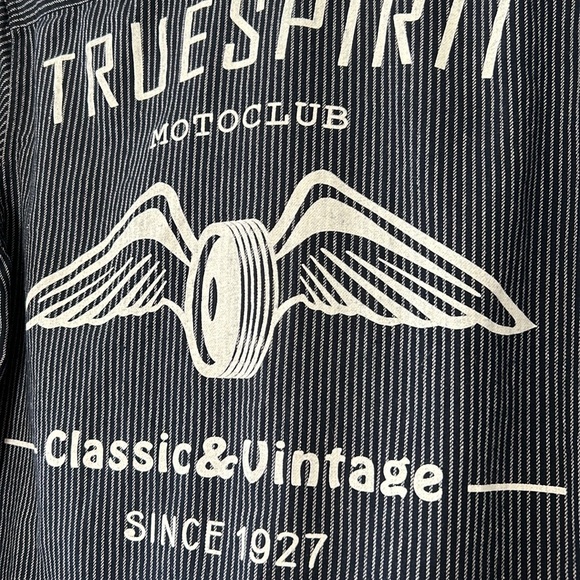 TRUESPIRIT
MOTOCLUB
Classic&Vintage
SINCE 1927